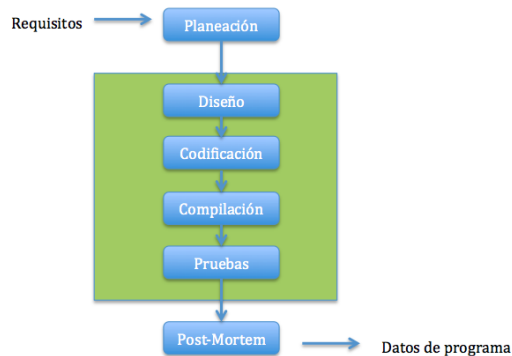 Requisitos
Planeación
Diseño
Codificación
Compilación
Pruebas
Post-Mortem
Datos de programa